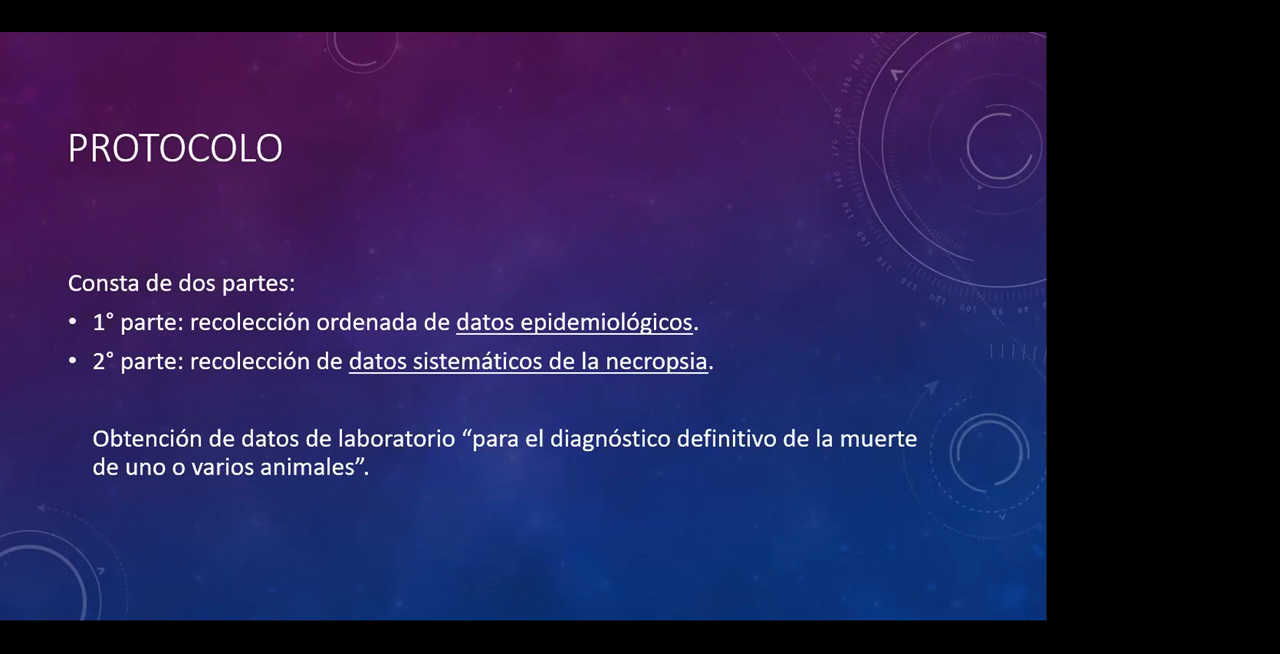 PROTOCOLO
Consta de dos partes:
• 1° parte: recolección ordenada de datos epidemiológicos.
• 2° parte: recolección de datos sistemáticos de la necropsia.
Obtención de datos de laboratorio “para el diagnóstico definitivo de la muerte
de uno o varios animales”.